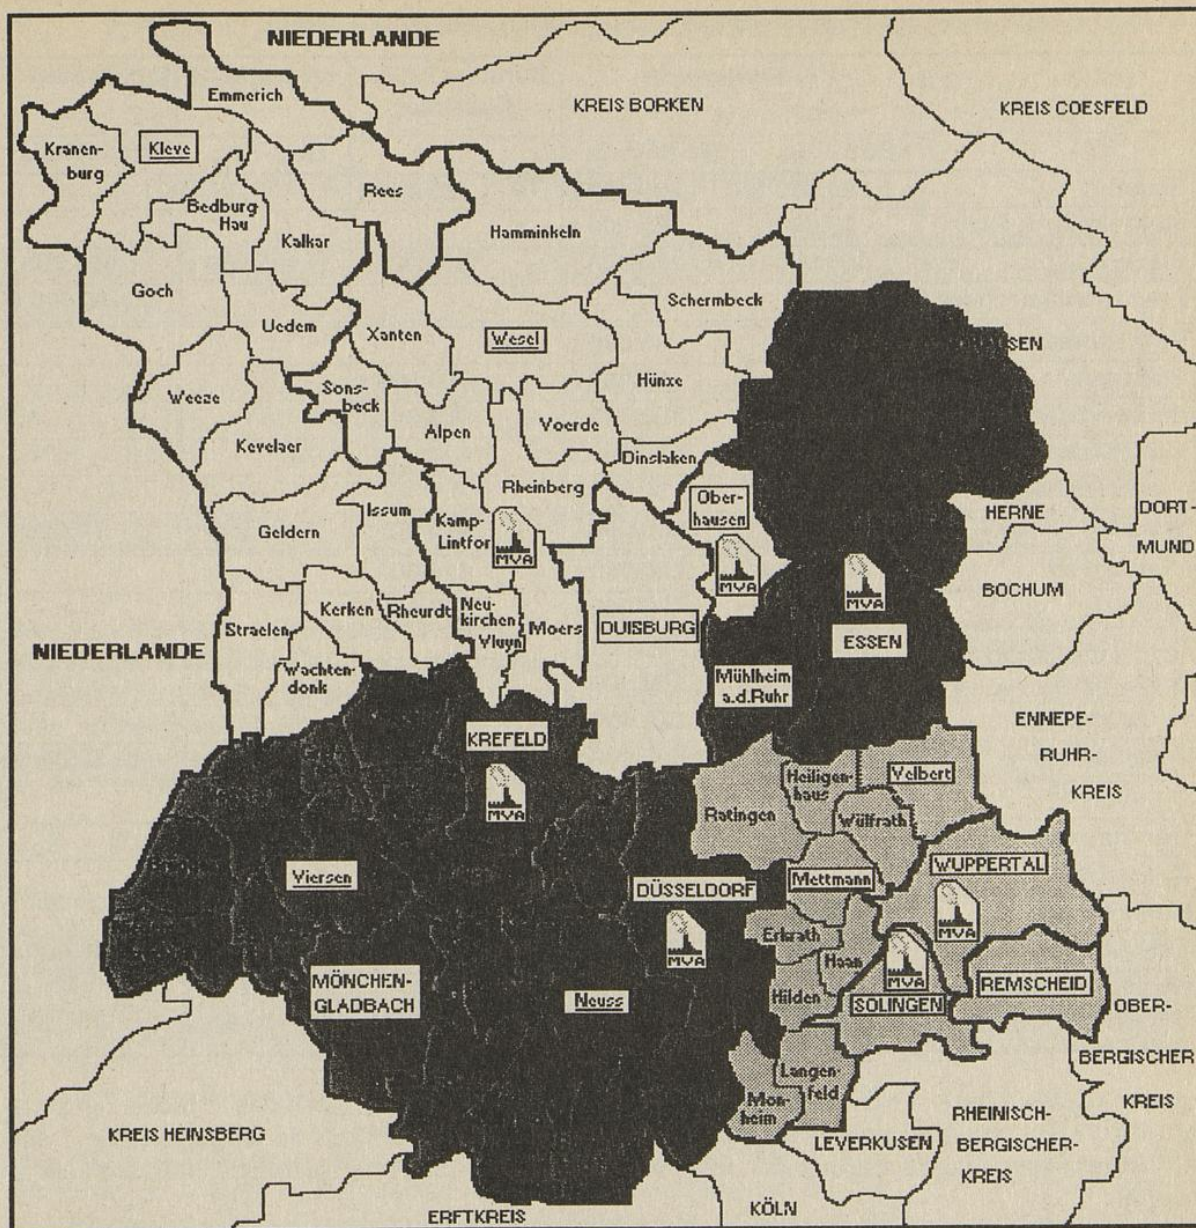 NIEDERLANDE
Emmerich
KREIS BORKEN
KREIS COESFELD
Kranen-
burg
Kleve
Rees
Bedburg
Hau
Kalkar
Hamminkeln
Goch
Schermbeck
Uedem
Xanten
Wesel
USEN
Weeze
Sons-
beck
Hünxe
Alpen
Voerde
Kevelaer
Dinslaken
Rheinberg
Ober-
hausen
Issum
Kamp-
Lintfor
HERNE
DORT-
MUND
Geldern
MVA
MVA
MVA
BOCHUM
Kerken
Rheurdt
Neu-
kirchen
Vluyn
Moers
DUISBURG
ESSEN
Straelen
NIEDERLANDE
Wachten-
donk
Mühlheim
a.d.Ruhr
KREFELD
ENNEPE-
RUHR-
KREIS
MVA
Heiligen-
haus
Velbert
Ratingen
Wülfrath
WUPPERTAL
Viersen
DÜSSELDORF
Mettmann
MVA
MVA
Erkrath
Haan
MVA
MÖNCHEN-
GLADBACH
Neuss
Hilden
SOLINGEN
REMSCHEID
OBER-
BERGISCHER
KREIS
Langen-
feld
Mon-
heim
KREIS HEINSBERG
LEVERKUSEN
RHEINISCH-
BERGISCHER-
KREIS
ERFTKREIS
KÖLN